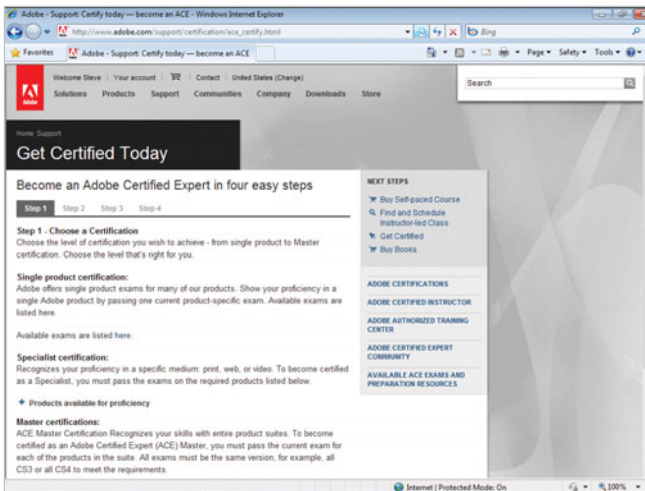 Adobe - Support: Certify today — become an ACE - Windows Internet Explorer
http://www.adobe.com/support/certification/ace_certify.html
Bing
Favorites
Adobe - Support: Certify today — become an ACE
Page
Safety
Tools
Adobe
Welcome Steve | Your account | Contact | United States (Change)
Solutions Products Support Communities Company Downloads Store
Search
Home Support
Get Certified Today
Become an Adobe Certified Expert in four easy steps
Step 1 Step 2 Step 3 Step 4
Step 1 - Choose a Certification
Choose the level of certification you wish to achieve - from single product to Master
certification. Choose the level that's right for you.
Single product certification:
Adobe offers single product exams for many of our products. Show your proficiency in a
single Adobe product by passing one current product-specific exam. Available exams are
listed here.
Available exams are listed here.
Specialist certification:
Recognizes your proficiency in a specific medium: print, web, or video. To become certified
as a Specialist, you must pass the exams on the required products listed below.
Products available for proficiency
Master certifications:
ACE Master Certification Recognizes your skills with entire product suites. To become
certified as an Adobe Certified Expert (ACE) Master, you must pass the current exam for
each of the products in the suite. All exams must be the same version, for example, all
CS3 or all CS4 to meet the requirements.
NEXT STEPS
Buy Self-paced Course
Find and Schedule
Instructor-led Class
Get Certified
Buy Books
ADOBE CERTIFICATIONS
ADOBE CERTIFIED INSTRUCTOR
ADOBE AUTHORIZED TRAINING
CENTER
ADOBE CERTIFIED EXPERT
COMMUNITY
AVAILABLE ACE EXAMS AND
PREPARATION RESOURCES
Internet | Protected Mode: On
100%